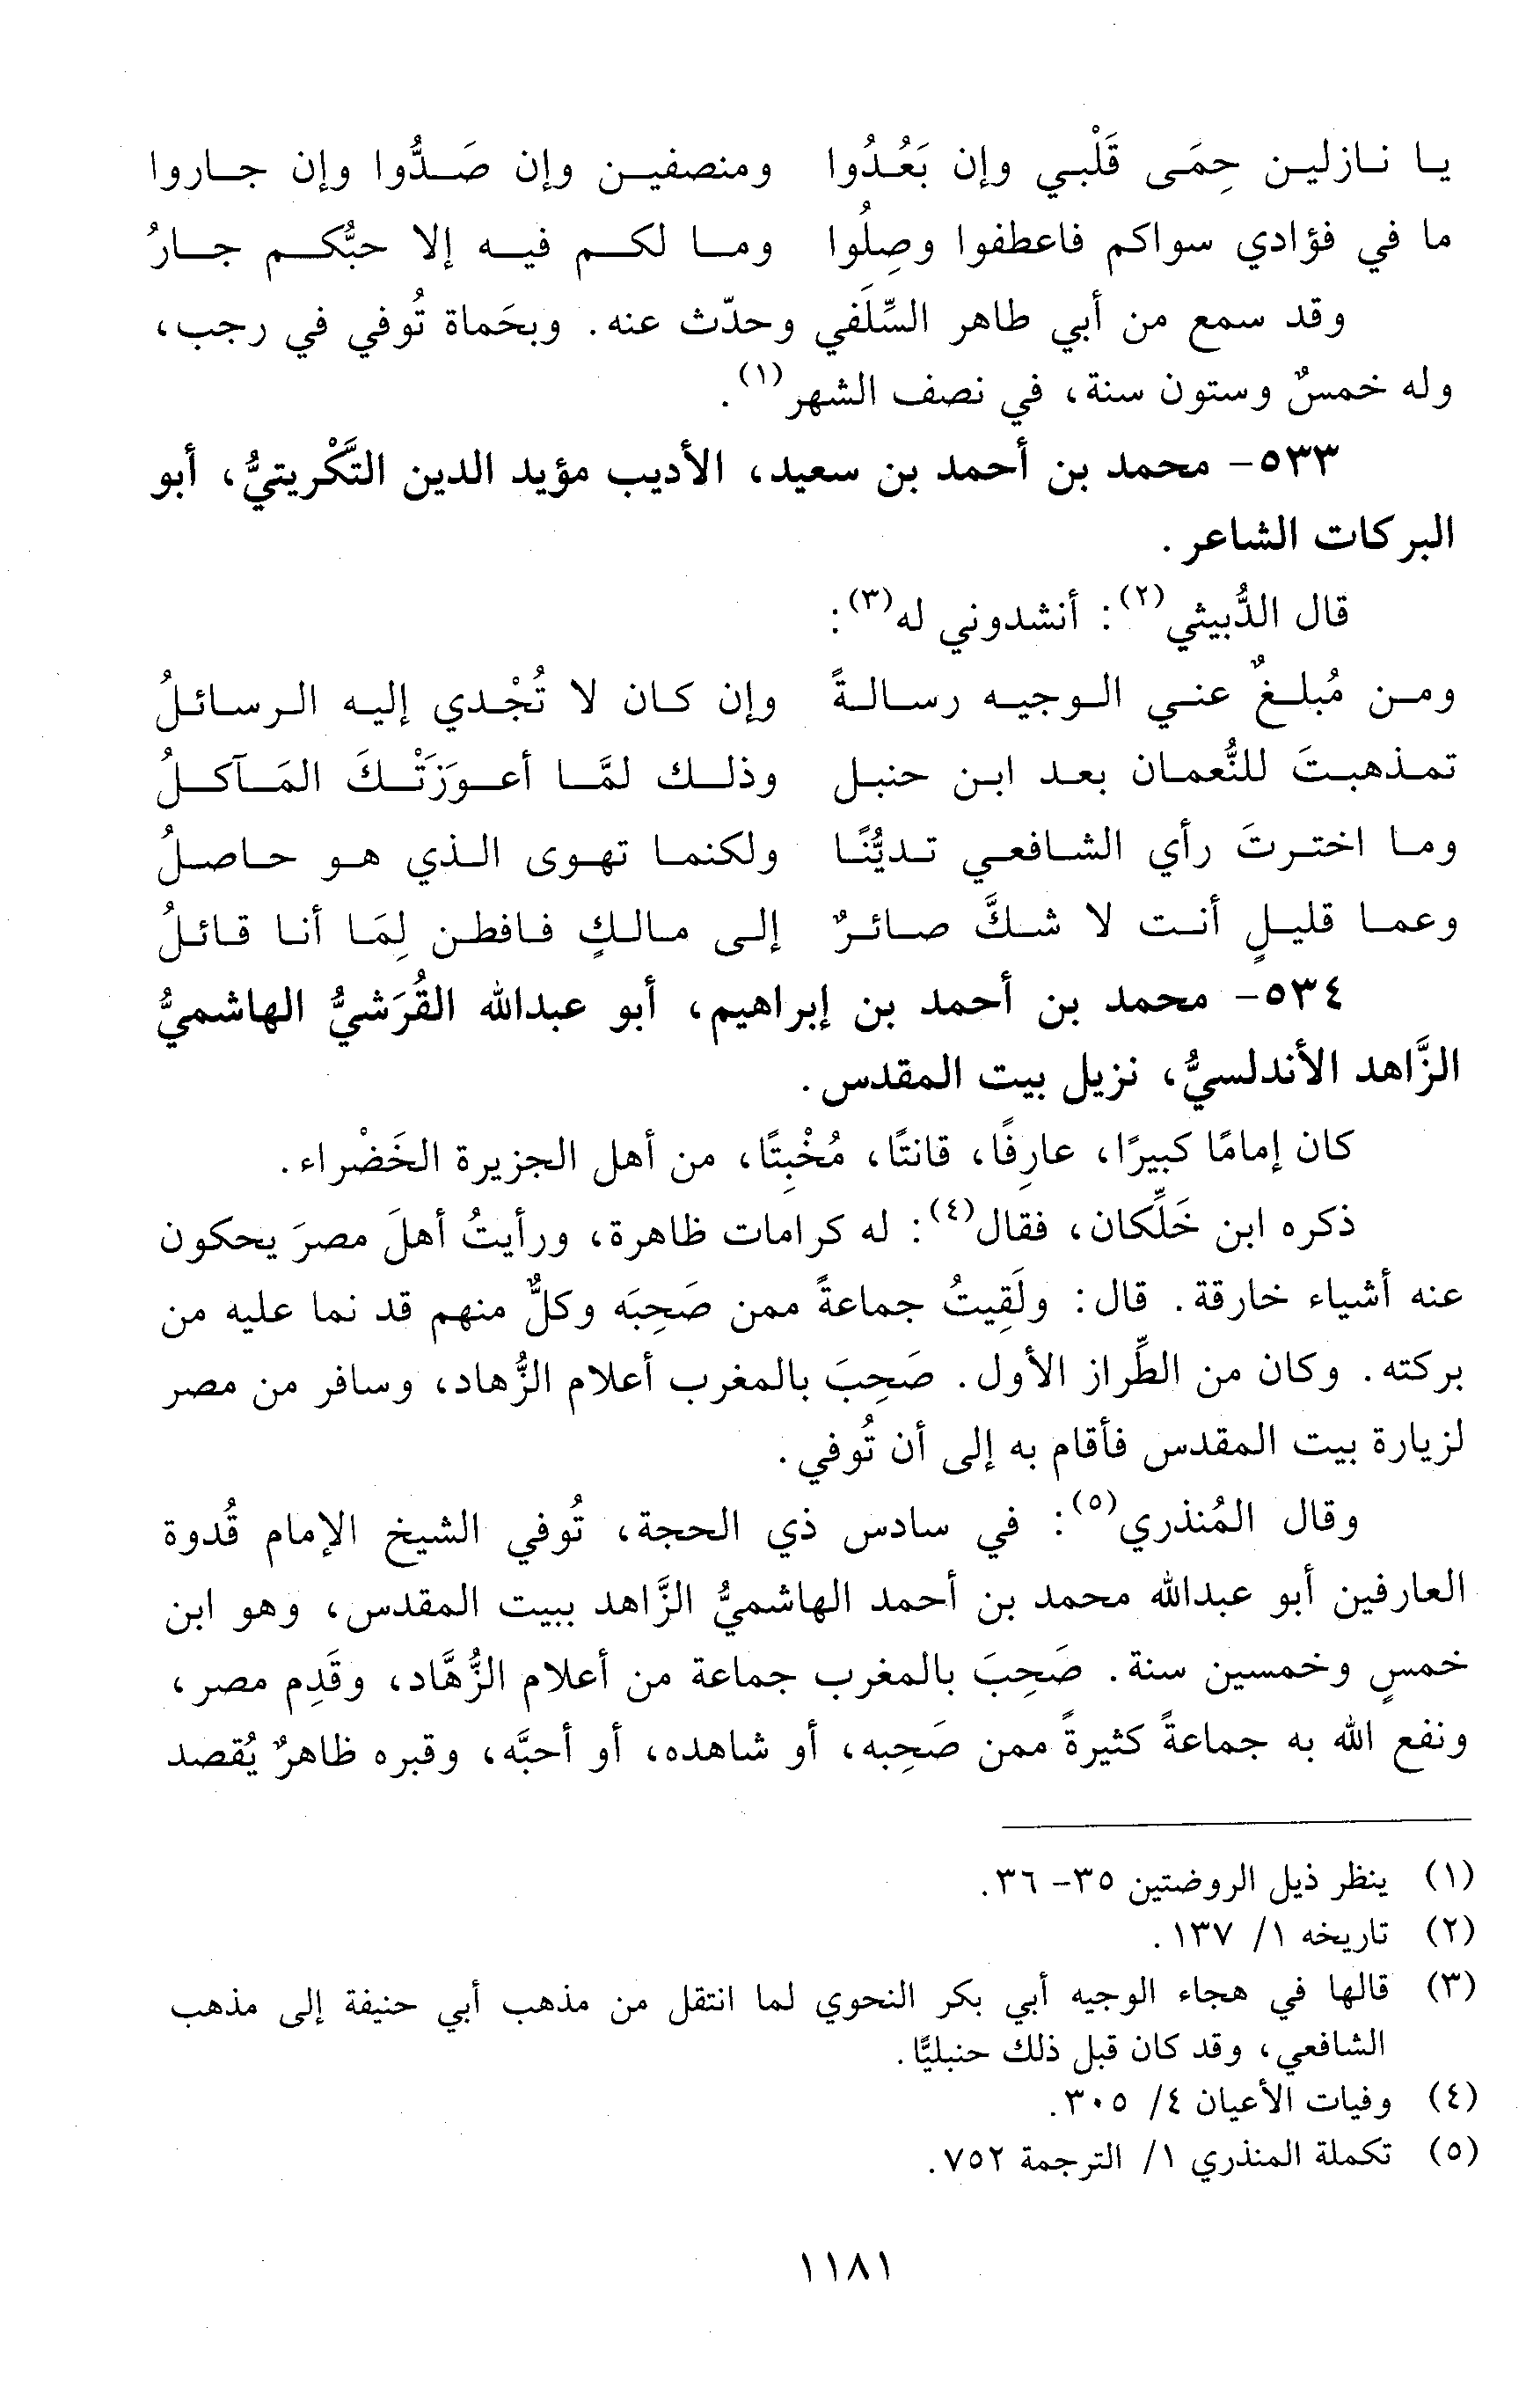 يا نازلين حِمَى قَلْبي وإن بَعُدُوا ومنصفين وإن صَدُّوا وإن جاروا
ما في فؤادي سواكم فاعطفوا وصِلُوا وما لكم فيه إلا حبُّكم جارُ
وقد سمع من أبي طاهر السِّلَفي وحدّث عنه. وبحَماة تُوفي في رجب،
وله خمسٌ وستون سنة، في نصف الشهر(١).
٥٣٣- محمد بن أحمد بن سعيد، الأديب مؤيد الدين التَّكْريتيُّ، أبو
البركات الشاعر.
قال الدُّبيثي(٢): أنشدوني له(٣):
ومن مُبلغٌ عني الوجيه رسالةً وإن كان لا تُجْدي إليه الرسائلُ
تمذهبتَ للنُّعمان بعد ابن حنبل وذلك لمَّا أعوَزَتْكَ المَآكلُ
وما اخترتَ رأي الشافعي تديُّنًا ولكنما تهوى الذي هو حاصلُ
وعما قليلٍ أنت لا شكَّ صائرٌ إلى مالكٍ فافطن لِمَا أنا قائلُ
٥٣٤- محمد بن أحمد بن إبراهيم، أبو عبدالله القُرَشيُّ الهاشميُّ
الزَّاهد الأندلسيُّ، نزيل بيت المقدس.
كان إمامًا كبيرًا، عارِفًا، قانتًا، مُخْبِتًا، من أهل الجزيرة الخَضْراء.
ذكره ابن خَلِّكان، فقال(٤): له كرامات ظاهرة، ورأيتُ أهلَ مصرَ يحكون
عنه أشياء خارقة. قال: ولَقِيتُ جماعةً ممن صَحِبَه وكلٌّ منهم قد نما عليه من
بركته. وكان من الطِّراز الأول. صَحِبَ بالمغرب أعلام الزُّهاد، وسافر من مصر
لزيارة بيت المقدس فأقام به إلى أن تُوفي.
وقال المُنذري(٥): في سادس ذي الحجة، تُوفي الشيخ الإمام قُدوة
العارفين أبو عبدالله محمد بن أحمد الهاشميُّ الزَّاهد ببيت المقدس، وهو ابن
خمسٍ وخمسين سنة. صَحِبَ بالمغرب جماعة من أعلام الزُّهَّاد، وقَدِم مصر،
ونفع الله به جماعةً كثيرةً ممن صَحِبه، أو شاهده، أو أحبَّه، وقبره ظاهرٌ يُقصد
(١) ينظر ذيل الروضتين ٣٥- ٣٦.
(٢) تاريخه ١/ ١٣٧.
(٣) قالها في هجاء الوجيه أبي بكر النحوي لما انتقل من مذهب أبي حنيفة إلى مذهب
الشافعي، وقد كان قبل ذلك حنبليًّا.
(٤) وفيات الأعيان ٤/ ٣٠٥.
(٥) تكملة المنذري ١/ الترجمة ٧٥٢.
١١٨١